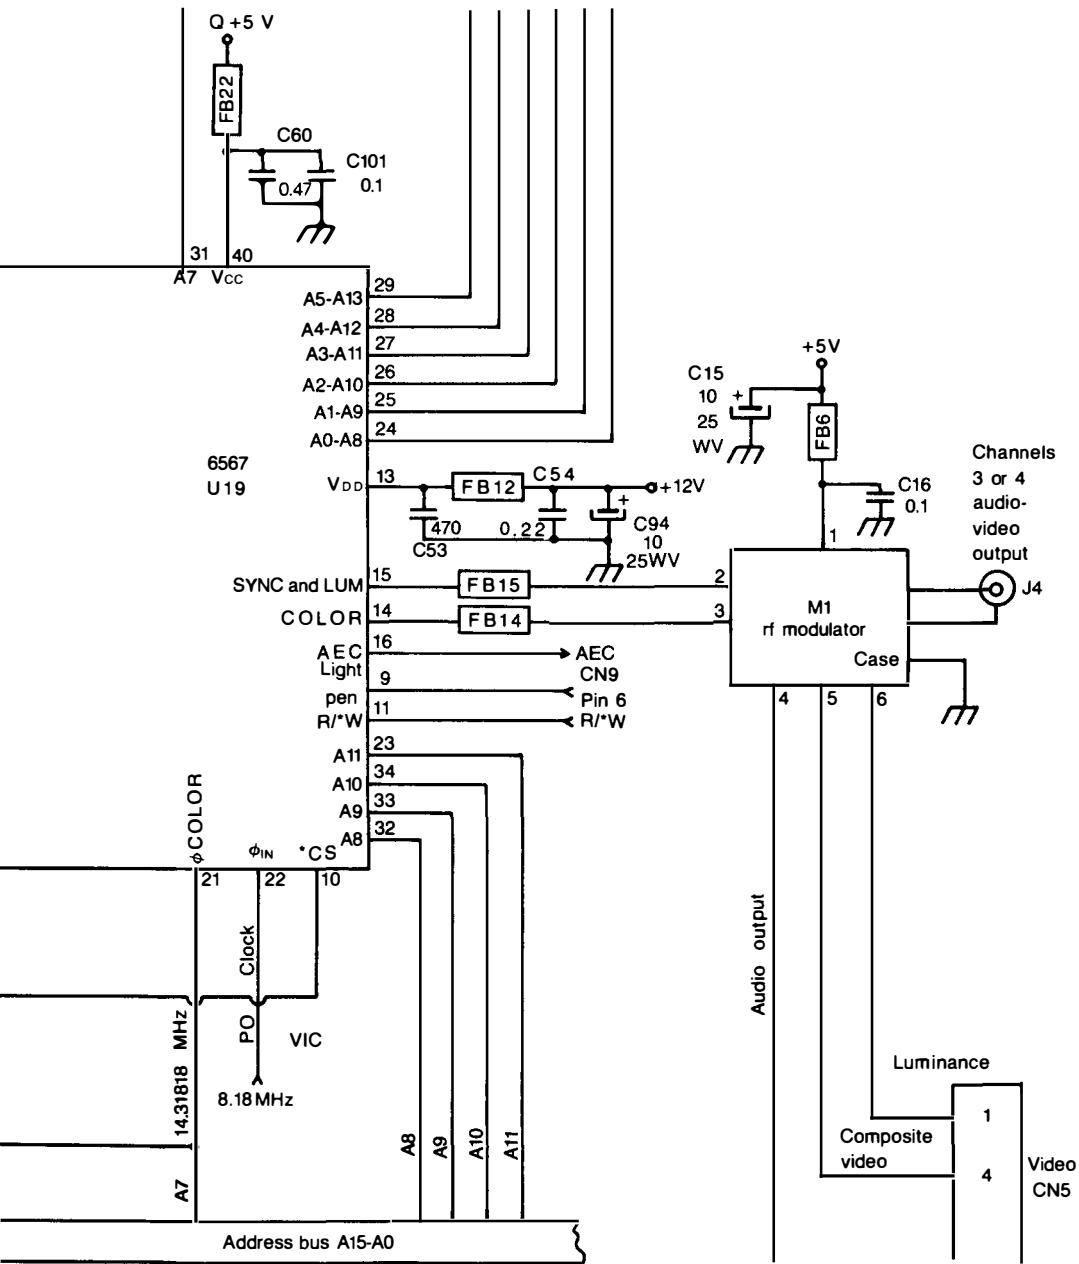 Q +5 V
FB22
C60
C101
0.47
0.1
31
40
A7
Vcc
A5-A13
29
A4-A12
28
A3-A11
27
A2-A10
26
A1-A9
25
A0-A8
24
6567
U19
VDD
13
FB12
C54
+12V
470
0.22
+
C53
C94
10
25WV
SYNC and LUM
15
FB15
2
COLOR
14
FB14
3
AEC
16
AEC
Light
pen
9
CN9
Pin 6
R/*W
11
R/*W
A11
23
A10
34
A9
33
A8
32
+5V
C15
10
25
WV
+
FB6
C16
0.1
Channels
3 or 4
audio-
video
output
1
J4
M1
rf modulator
Case
4
5
6
ϕCOLOR
ϕIN
*CS
21
22
10
Clock
PO
VIC
14.31818 MHz
8.18MHz
A7
A8
A9
A10
A11
Audio output
Luminance
1
Composite
video
4
Video
CN5
Address bus A15-A0